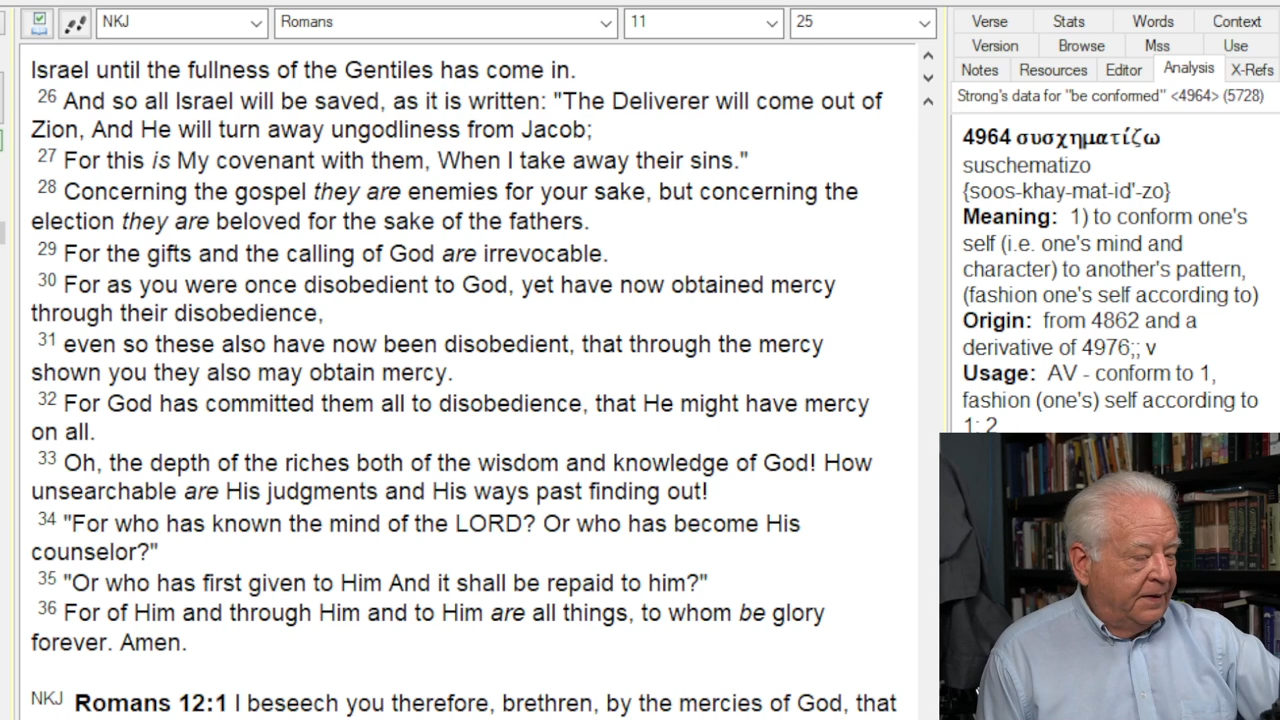 NKJ Romans 11 25
Verse Stats Words Context
Version Browse Mss Use
Notes Resources Editor Analysis X-Refs
Israel until the fullness of the Gentiles has come in.
26 And so all Israel will be saved, as it is written: "The Deliverer will come out of
Zion, And He will turn away ungodliness from Jacob;
27 For this is My covenant with them, When I take away their sins."
28 Concerning the gospel they are enemies for your sake, but concerning the
election they are beloved for the sake of the fathers.
29 For the gifts and the calling of God are irrevocable.
30 For as you were once disobedient to God, yet have now obtained mercy
through their disobedience,
31 even so these also have now been disobedient, that through the mercy
shown you they also may obtain mercy.
32 For God has committed them all to disobedience, that He might have mercy
on all.
33 Oh, the depth of the riches both of the wisdom and knowledge of God! How
unsearchable are His judgments and His ways past finding out!
34 "For who has known the mind of the LORD? Or who has become His
counselor?"
35 "Or who has first given to Him And it shall be repaid to him?"
36 For of Him and through Him and to Him are all things, to whom be glory
forever. Amen.
NKJ Romans 12:1 I beseech you therefore, brethren, by the mercies of God, that
Strong's data for "be conformed" <4964> (5728)
4964 συσχηματίζω
suschematizo
{soos-khay-mat-id'-zo}
Meaning: 1) to conform one's
self (i.e. one's mind and
character) to another's pattern,
(fashion one's self according to)
Origin: from 4862 and a
derivative of 4976;; v
Usage: AV - conform to 1,
fashion (one's) self according to
1; 2